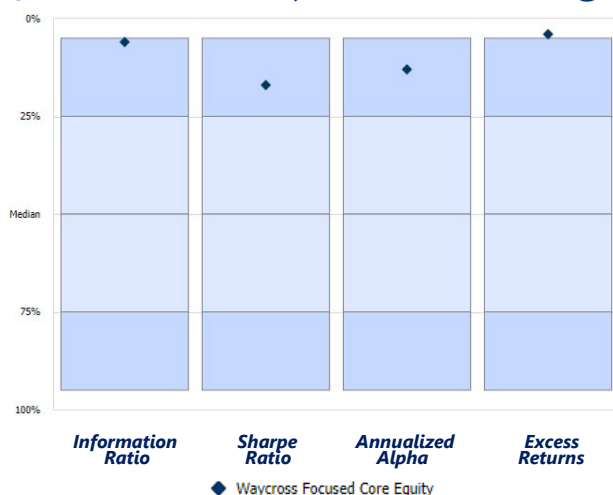 0%
25%
Median
75%
100%
Information
Ratio
Sharpe
Ratio
Annualized
Alpha
Excess
Returns
Waycross Focused Core Equity